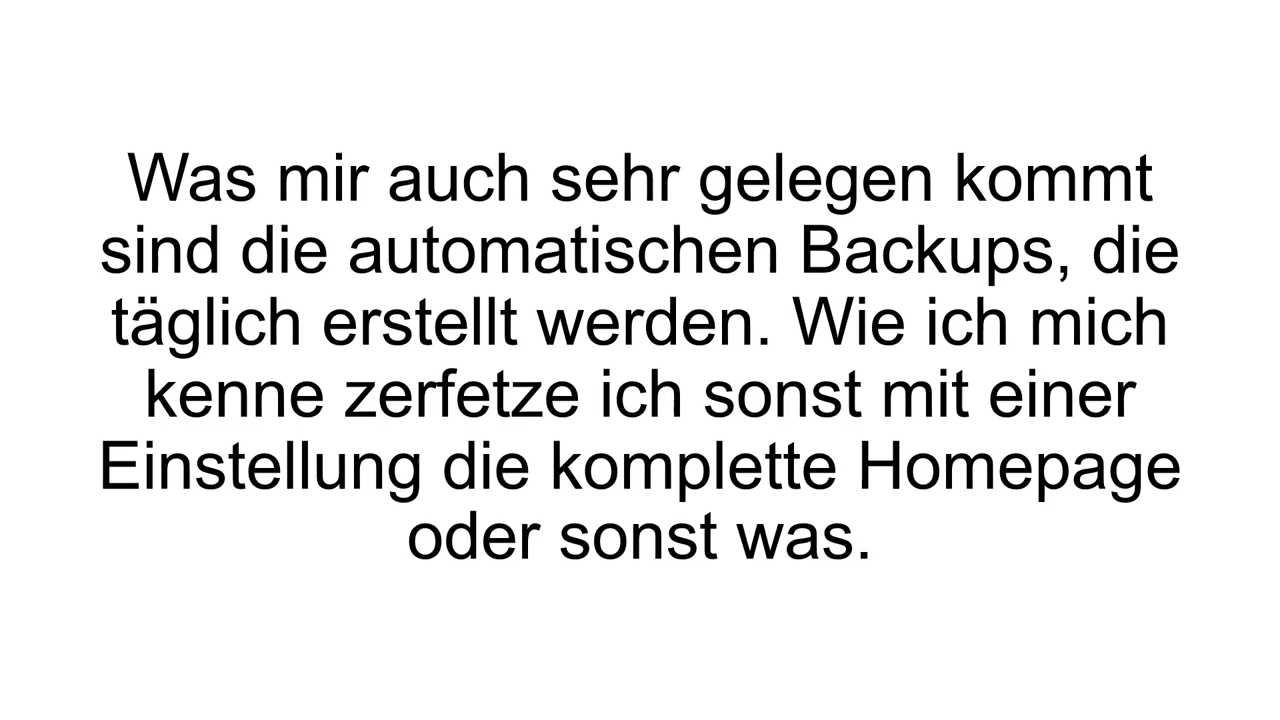 Was mir auch sehr gelegen kommt
sind die automatischen Backups, die
täglich erstellt werden. Wie ich mich
kenne zerfetze ich sonst mit einer
Einstellung die komplette Homepage
oder sonst was.